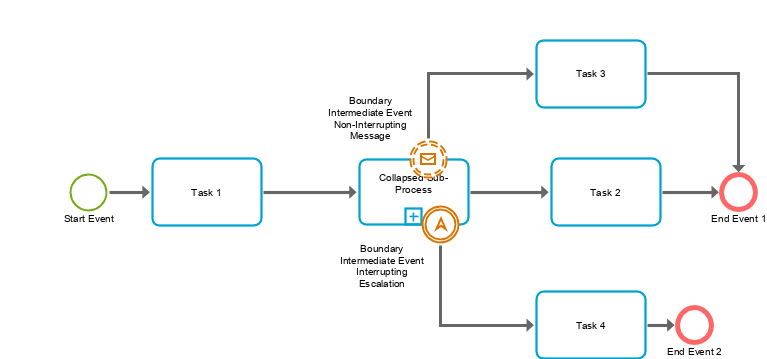 Task 3
Boundary
Intermediate Event
Non-Interrupting
Message
Start Event
Task 1
Collapsed Sub-
Process
Task 2
End Event 1
Boundary
Intermediate Event
Interrupting
Escalation
Task 4
End Event 2